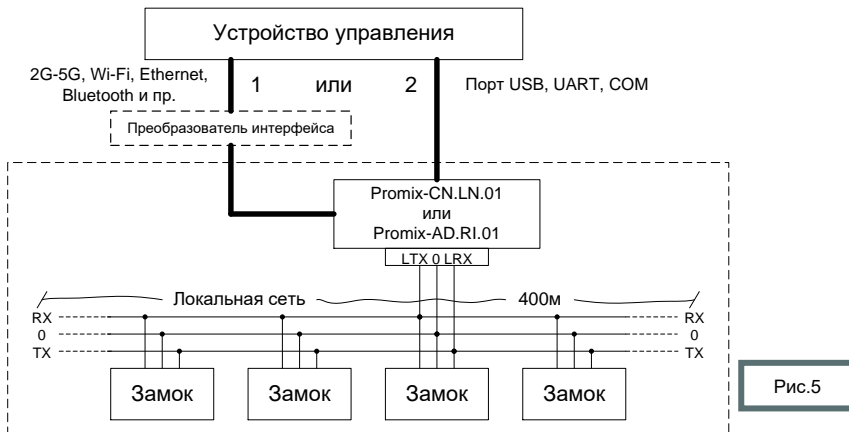 Устройство управления
2G-5G, Wi-Fi, Ethernet,
Bluetooth и пр.
1 или 2
Порт USB, UART, COM
Преобразователь интерфейса
Promix-CN.LN.01
или
Promix-AD.RI.01
LTX 0 LRX
Локальная сеть 400м
RX RX
0 0
TX TX
Замок Замок Замок Замок
Рис.5